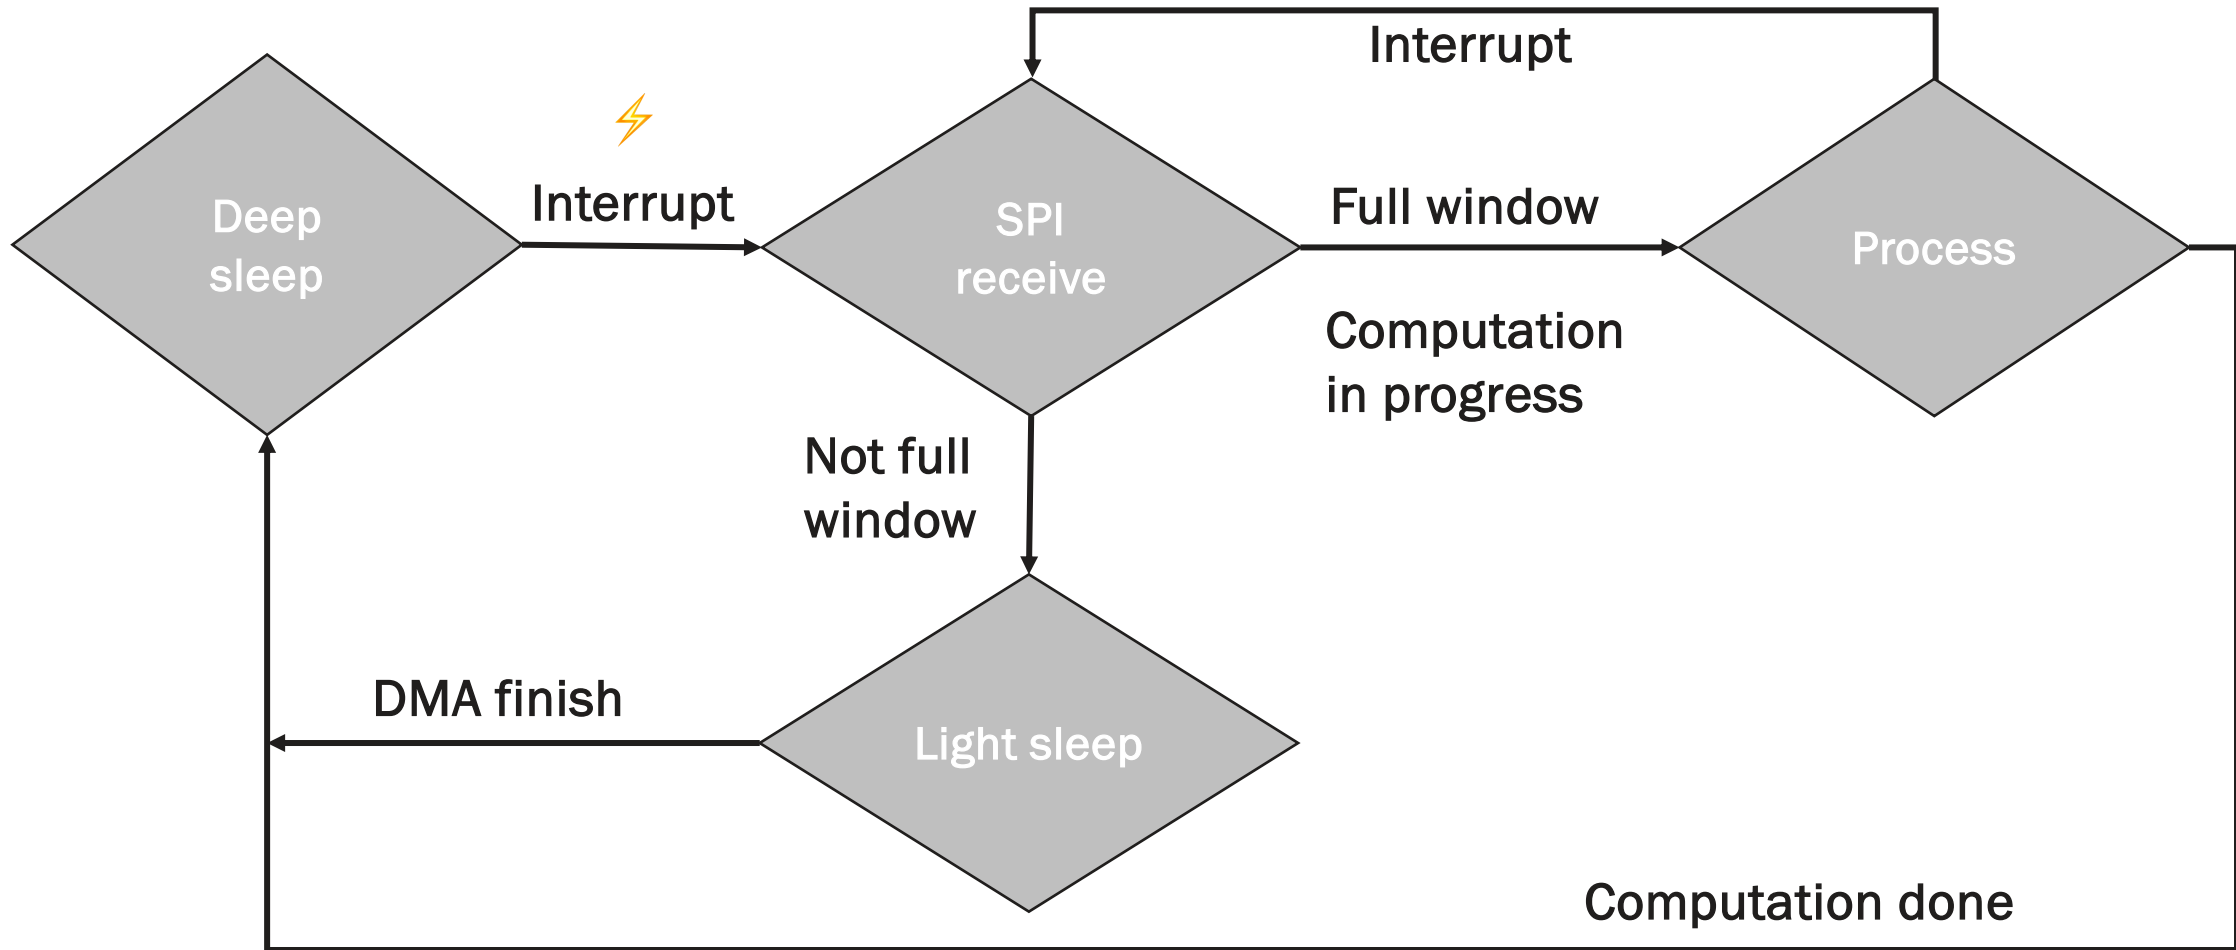 Interrupt
⚡
Deep
sleep
Interrupt
SPI
receive
Full window
Computation
in progress
Process
Not full
window
DMA finish
Light sleep
Computation done